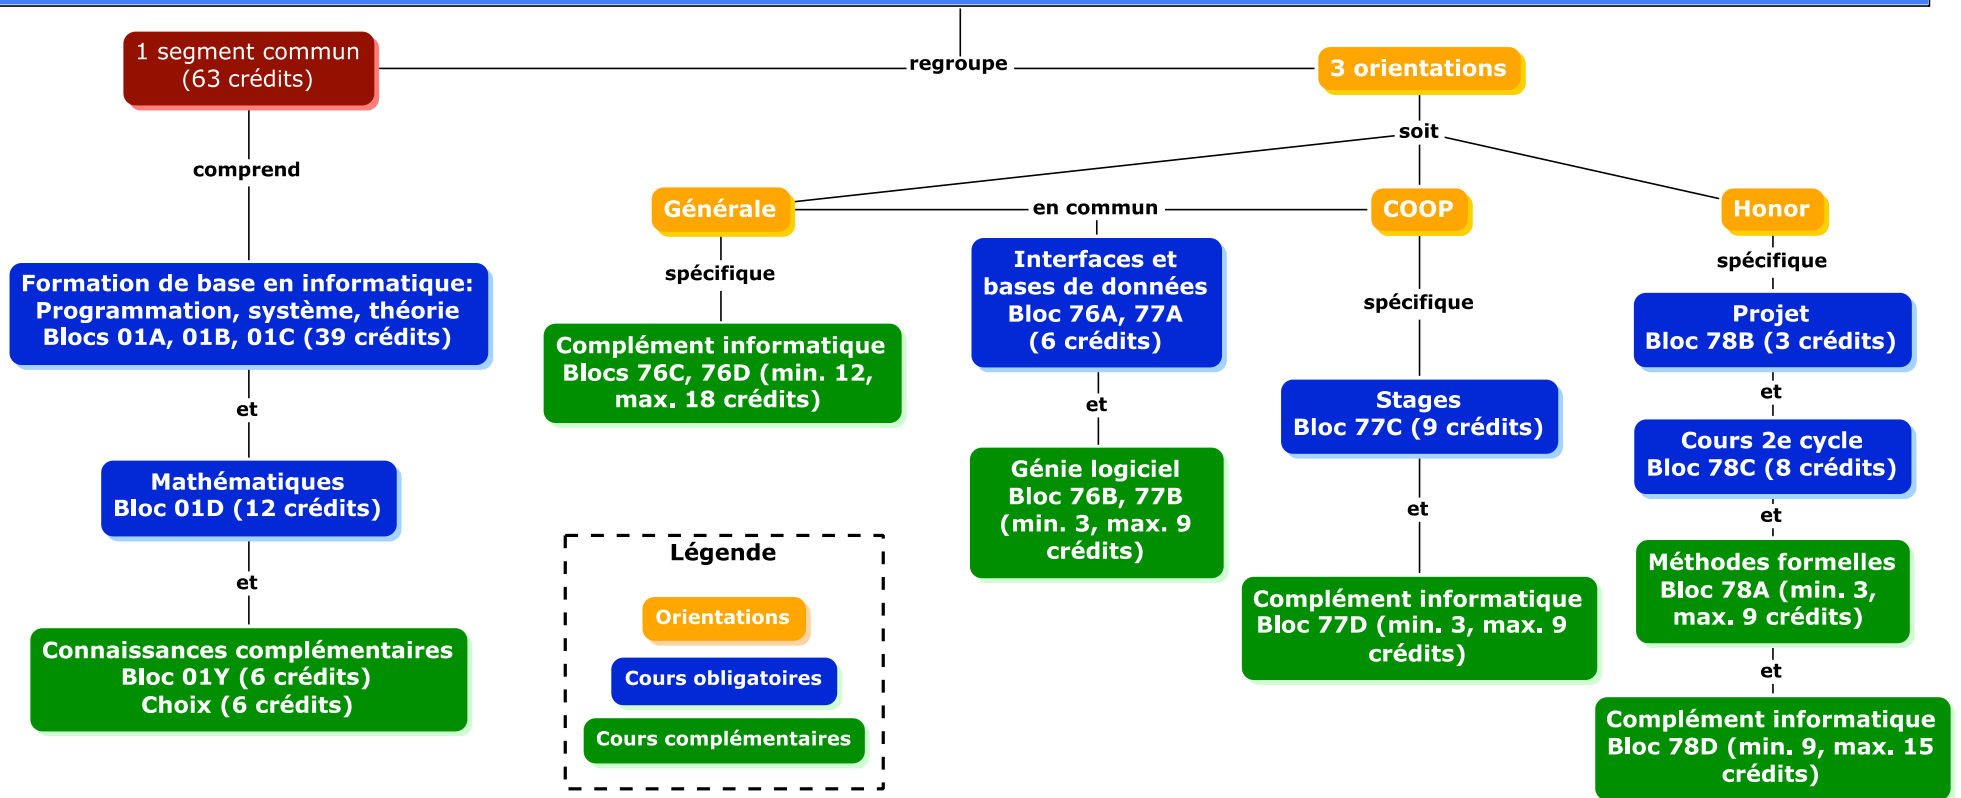 1 segment commun
(63 crédits)
regroupe
3 orientations
comprend
soit
Formation de base en informatique:
Programmation, système, théorie
Blocs 01A, 01B, 01C (39 crédits)
et
Mathématiques
Bloc 01D (12 crédits)
et
Connaissances complémentaires
Bloc 01Y (6 crédits)
Choix (6 crédits)
Générale
en commun
COOP
Honor
spécifique
Complément informatique
Blocs 76C, 76D (min. 12,
max. 18 crédits)
Interfaces et
bases de données
Bloc 76A, 77A
(6 crédits)
et
Génie logiciel
Bloc 76B, 77B
(min. 3, max. 9
crédits)
spécifique
Stages
Bloc 77C (9 crédits)
et
Complément informatique
Bloc 77D (min. 3, max. 9
crédits)
spécifique
Projet
Bloc 78B (3 crédits)
et
Cours 2e cycle
Bloc 78C (8 crédits)
et
Méthodes formelles
Bloc 78A (min. 3,
max. 9 crédits)
et
Complément informatique
Bloc 78D (min. 9, max. 15
crédits)
Légende
Orientations
Cours obligatoires
Cours complémentaires